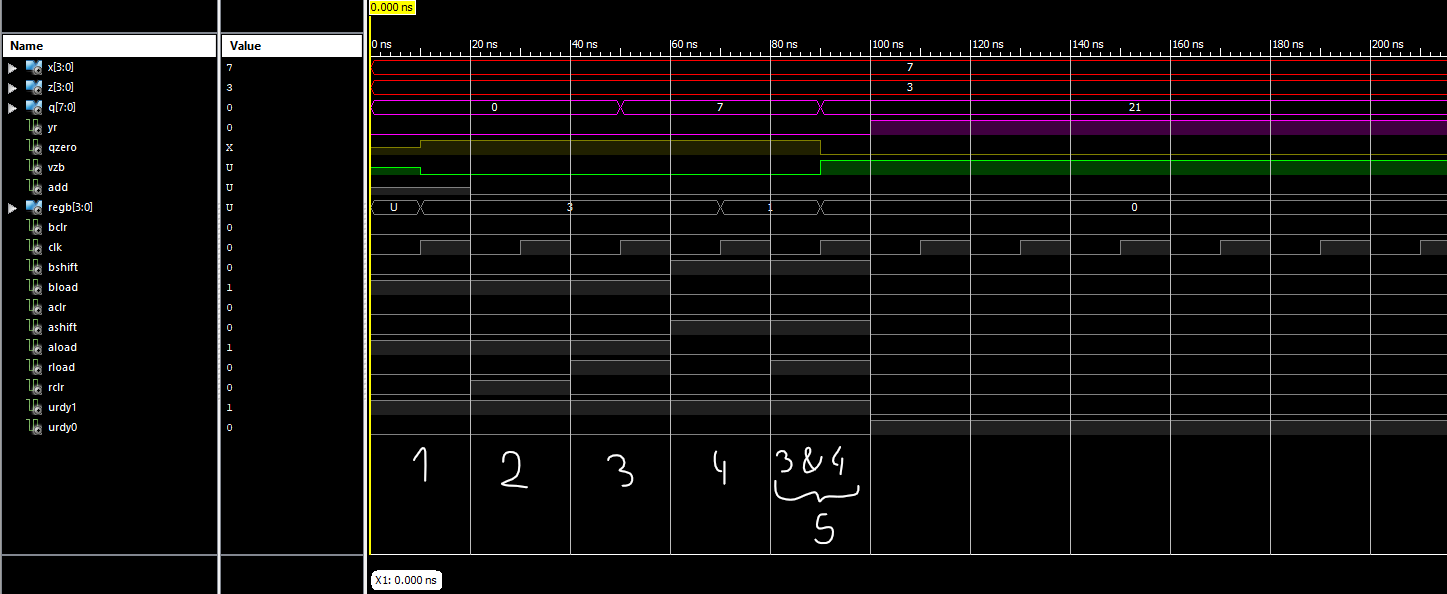 0.000 ns
Name Value
0 ns 20 ns 40 ns 60 ns 80 ns 100 ns 120 ns 140 ns 160 ns 180 ns 200 ns
x[3:0] 7 7
z[3:0] 3 3
q[7:0] 0 0 7 21
yr 0
qzero X
vzb U
add U
regb[3:0] U U 3 1 0
bclr 0
clk 0
bshift 0
bload 1
aclr 0
ashift 0
aload 1
rload 0
rclr 0
urdy1 1
urdy0 0
1 2 3 4 3&4
5
X1: 0.000 ns